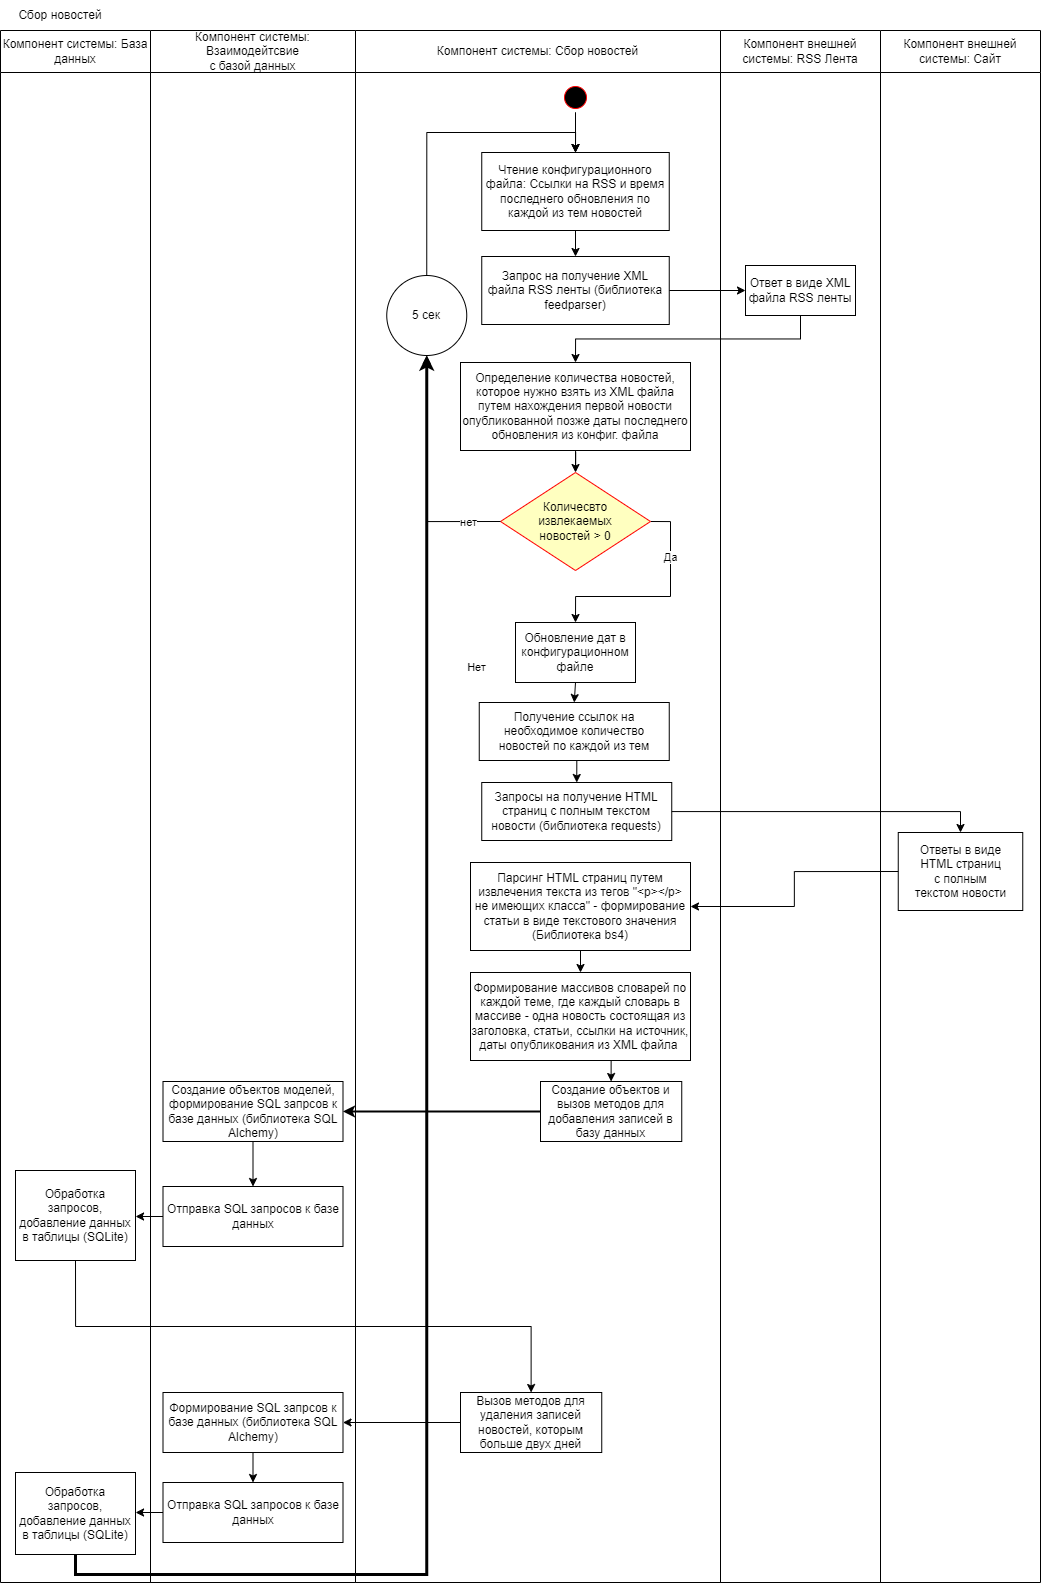 Сбор новостей
Компонент системы: База
данных
Компонент системы:
Взаимодейтсвие
с базой данных
Компонент системы: Сбор новостей
Компонент внешней
системы: RSS Лента
Компонент внешней
системы: Сайт
Чтение конфигурационного
файла: Ссылки на RSS и время
последнего обновления по
каждой из тем новостей
Запрос на получение XML
файла RSS ленты (библиотека
feedparser)
Ответ в виде XML
файла RSS ленты
5 сек
Определение количества новостей,
которое нужно взять из XML файла
путем нахождения первой новости
опубликованной позже даты последнего
обновления из конфиг. файла
Количесвто
извлекаемых
новостей > 0
нет
Да
Обновление дат в
конфигурационном
файле
Нет
Получение ссылок на
необходимое количество
новостей по каждой из тем
Запросы на получение HTML
страниц с полным текстом
новости (библиотека requests)
Ответы в виде
HTML страниц
с полным
текстом новости
Парсинг HTML страниц путем
извлечения текста из тегов "<p></p>
не имеющих класса" - формирование
статьи в виде текстового значения
(Библиотека bs4)
Формирование массивов словарей по
каждой теме, где каждый словарь в
массиве - одна новость состоящая из
заголовка, статьи, ссылки на источник,
даты опубликования из XML файла
Создание объектов и
вызов методов для
добавления записей в
базу данных
Создание объектов моделей,
формирование SQL запрсов к
базе данных (библиотека SQL
Alchemy)
Отправка SQL запросов к базе
данных
Обработка
запросов,
добавление данных
в таблицы (SQLite)
Вызов методов для
удаления записей
новостей, которым
больше двух дней
Формирование SQL запрсов к
базе данных (библиотека SQL
Alchemy)
Отправка SQL запросов к базе
данных
Обработка
запросов,
добавление данных
в таблицы (SQLite)